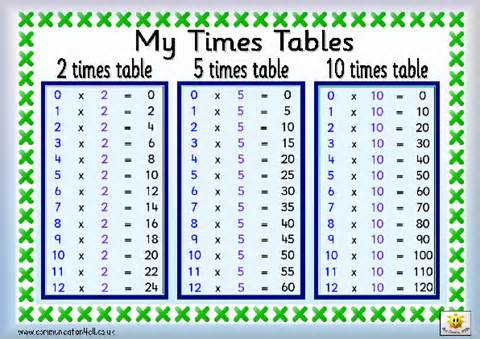 My Times Tables
2 times table 5 times table 10 times table
0 x 2 = 0 0 x 5 = 0 0 x 10 = 0
1 x 2 = 2 1 x 5 = 5 1 x 10 = 10
2 x 2 = 4 2 x 5 = 10 2 x 10 = 20
3 x 2 = 6 3 x 5 = 15 3 x 10 = 30
4 x 2 = 8 4 x 5 = 20 4 x 10 = 40
5 x 2 = 10 5 x 5 = 25 5 x 10 = 50
6 x 2 = 12 6 x 5 = 30 6 x 10 = 60
7 x 2 = 14 7 x 5 = 35 7 x 10 = 70
8 x 2 = 16 8 x 5 = 40 8 x 10 = 80
9 x 2 = 18 9 x 5 = 45 9 x 10 = 90
10 x 2 = 20 10 x 5 = 50 10 x 10 = 100
11 x 2 = 22 11 x 5 = 55 11 x 10 = 110
12 x 2 = 24 12 x 5 = 60 12 x 10 = 120
www.communication4all.co.uk